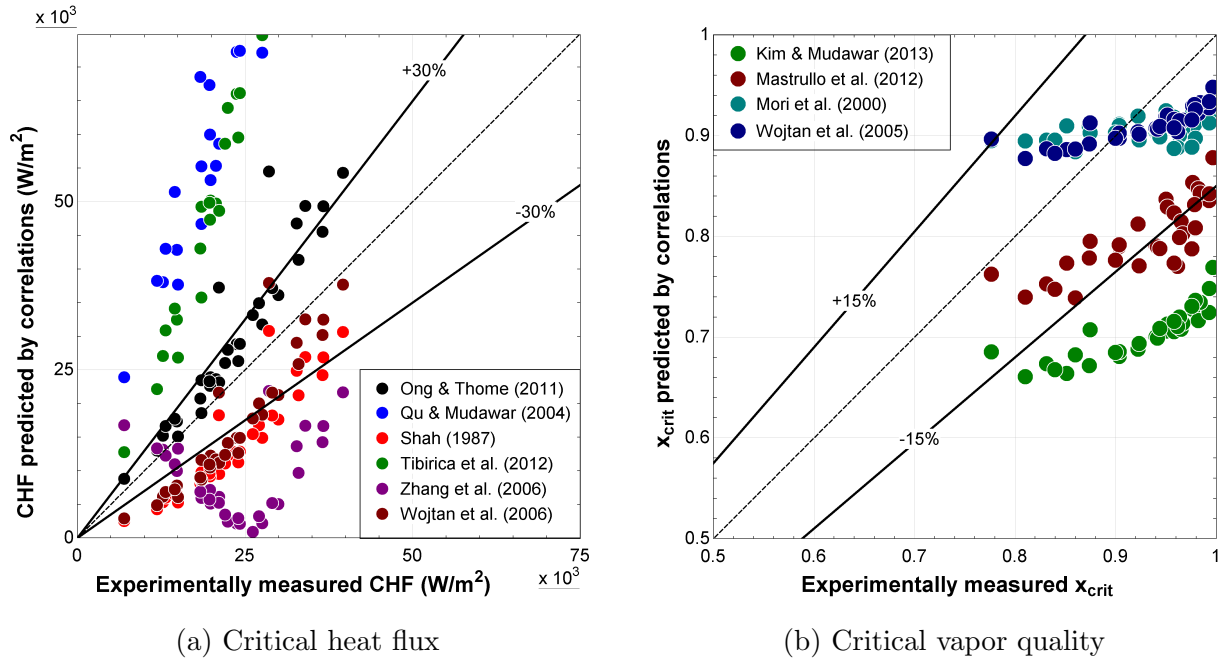 x 10³
50
25
0
0
25
50
75
x 10³
CHF predicted by correlations (W/m²)
Experimentally measured CHF (W/m²)
+30%
-30%
Ong & Thome (2011)
Qu & Mudawar (2004)
Shah (1987)
Tibirica et al. (2012)
Zhang et al. (2006)
Wojtan et al. (2006)
(a) Critical heat flux
1
0.9
0.8
0.7
0.6
0.5
0.5
0.6
0.7
0.8
0.9
1
x_crit predicted by correlations
Experimentally measured x_crit
Kim & Mudawar (2013)
Mastrullo et al. (2012)
Mori et al. (2000)
Wojtan et al. (2005)
+15%
-15%
(b) Critical vapor quality